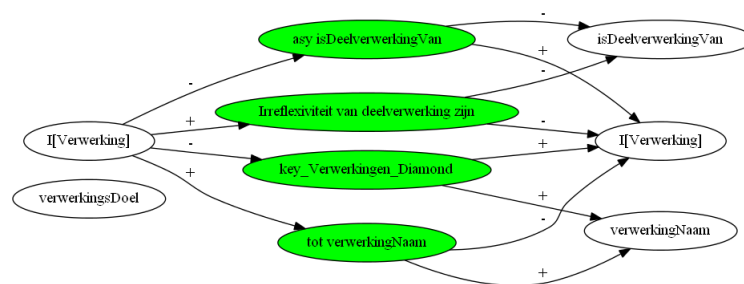 asy isDeelverwerkingVan
isDeelverwerkingVan
-
-
+
-
Irreflexiviteit van deelverwerking zijn
I[Verwerking]
+
-
I[Verwerking]
-
+
key_Verwerkingen_Diamond
+
+
verwerkingsDoel
-
verwerkingNaam
tot verwerkingNaam
+